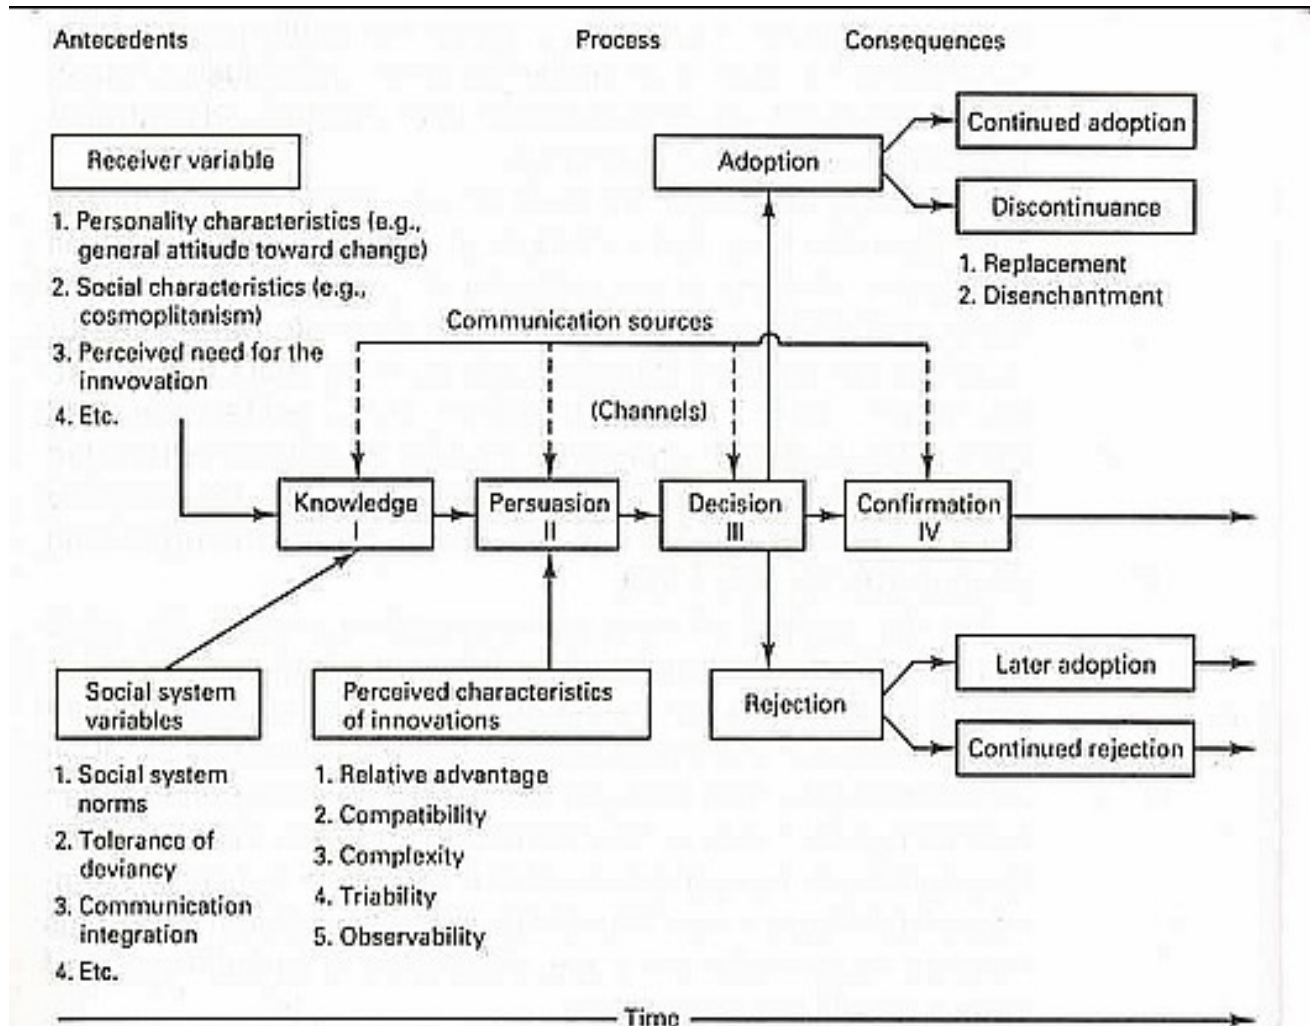 Antecedents
Process
Consequences
Receiver variable
1. Personality characteristics (e.g.,
general attitude toward change)
2. Social characteristics (e.g.,
cosmoplitanism)
3. Perceived need for the
innvovation
4. Etc.
Adoption
Continued adoption
Discontinuance
1. Replacement
2. Disenchantment
Communication sources
(Channels)
Knowledge
I
Persuasion
II
Decision
III
Confirmation
IV
Social system
variables
1. Social system
norms
2. Tolerance of
deviancy
3. Communication
integration
4. Etc.
Perceived characteristics
of innovations
1. Relative advantage
2. Compatibility
3. Complexity
4. Triability
5. Observability
Rejection
Later adoption
Continued rejection
Time